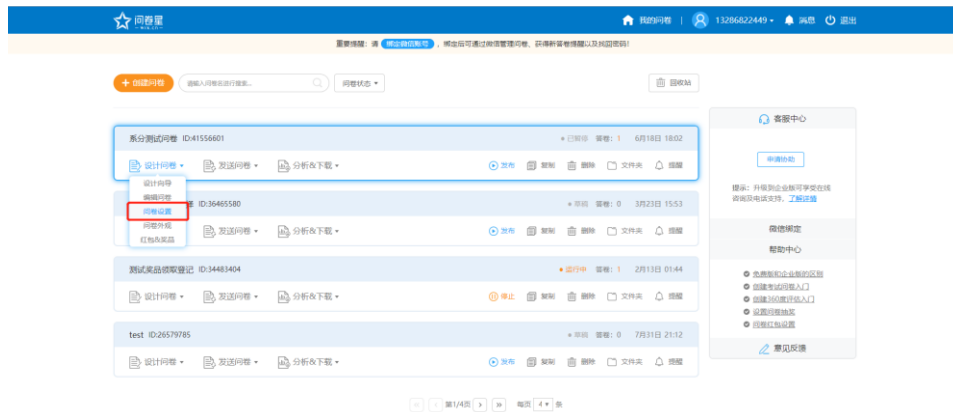 问卷星 我的问卷 | 13286822449 消息 退出
重要提醒：请 绑定微信账号 ，绑定后可通过微信管理问卷、获得新答卷提醒以及找回密码!
+ 创建问卷 请输入问卷名进行搜索... 问卷状态 回收站
系分测试问卷 ID:41556601 已暂停 答卷：1 6月18日 18:02
设计问卷 发送问卷 分析&下载 发布 复制 删除 文件夹 提醒
设计向导
编辑问卷
问卷设置
问卷外观
红包&奖品
ID:36465580 草稿 答卷：0 3月23日 15:53
发送问卷 分析&下载 发布 复制 删除 文件夹 提醒
测试奖品领取登记 ID:34483404 运行中 答卷：1 2月13日 01:44
设计问卷 发送问卷 分析&下载 停止 复制 删除 文件夹 提醒
test ID:26579785 草稿 答卷：0 7月31日 21:12
设计问卷 发送问卷 分析&下载 发布 复制 删除 文件夹 提醒
第1/4页 每页 4 条
客服中心
申请协助
提示：升级到企业版可享受在线
咨询及电话支持。了解详情
微信绑定
帮助中心
免费版和企业版的区别
创建考试问卷入门
创建360度评估入门
设置问卷抽奖
问卷红包设置
意见反馈